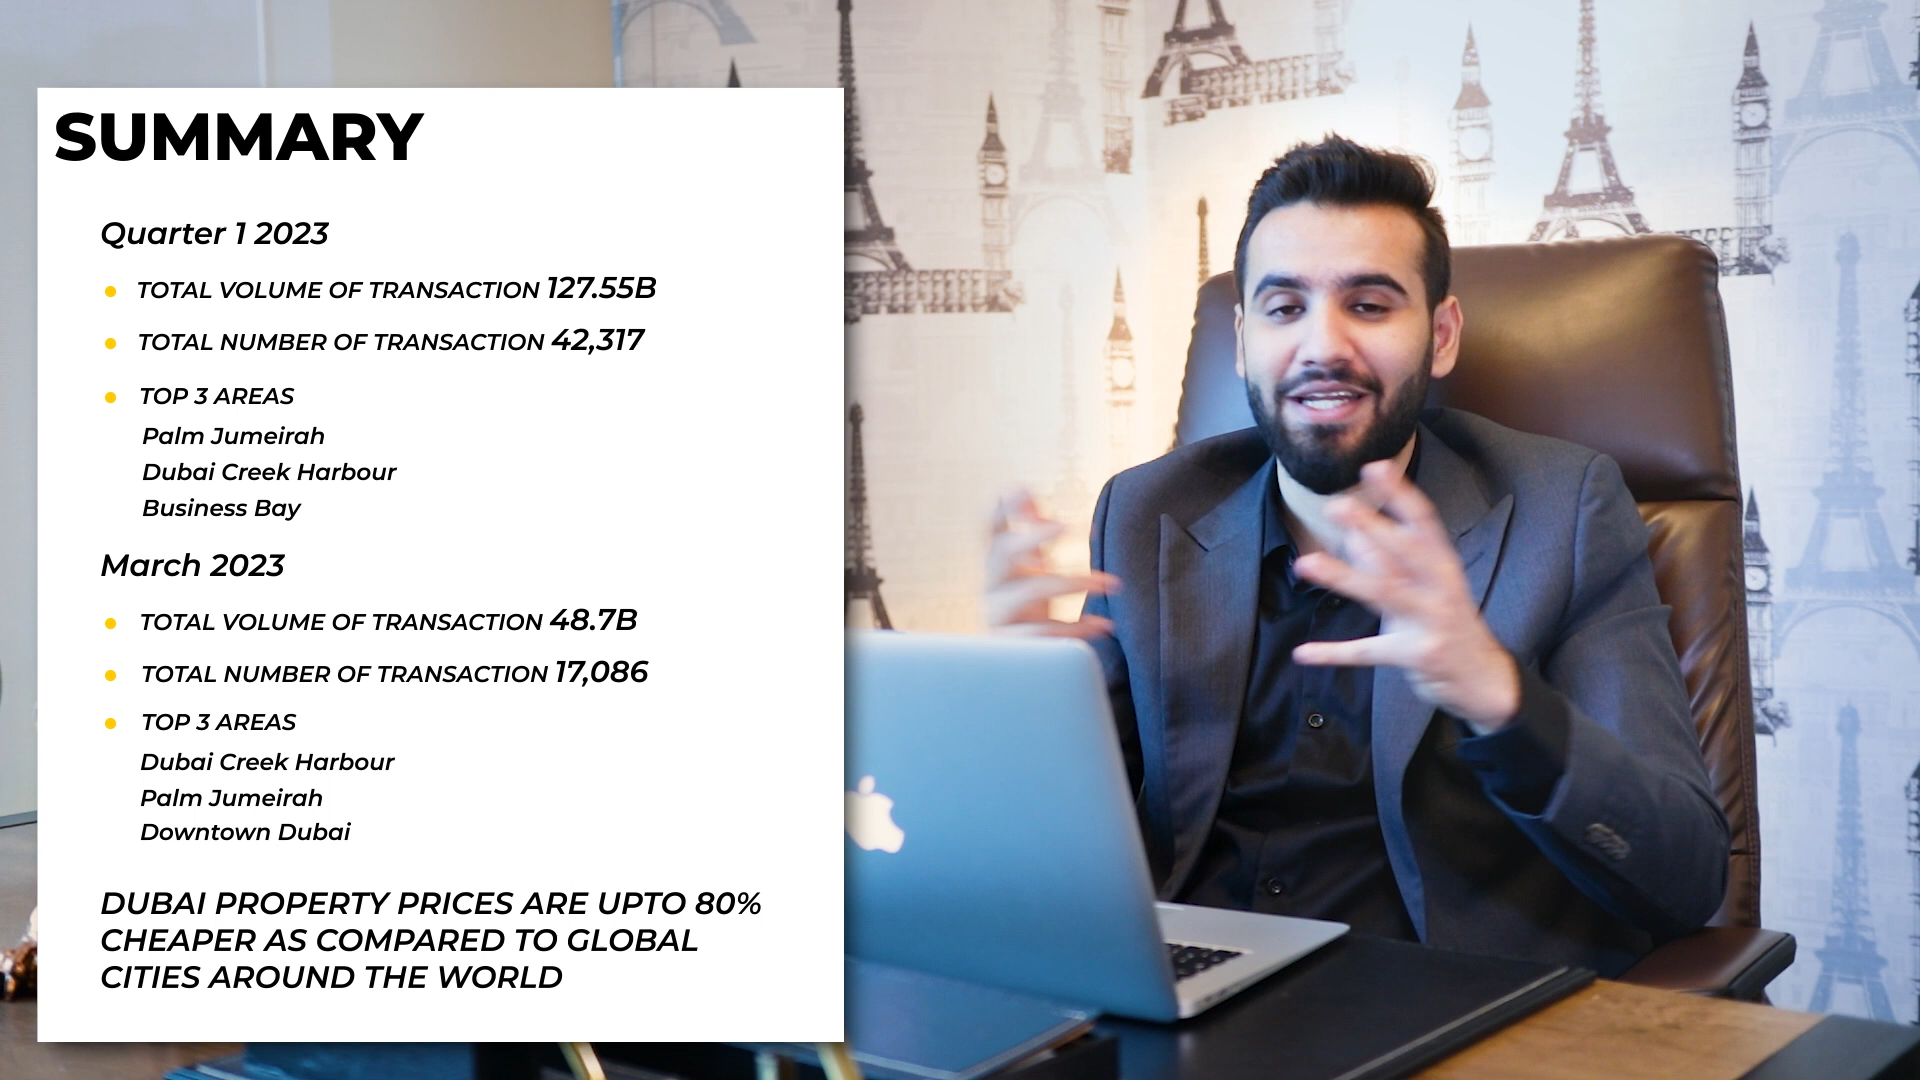 SUMMARY
Quarter 1 2023
TOTAL VOLUME OF TRANSACTION 127.55B
TOTAL NUMBER OF TRANSACTION 42,317
TOP 3 AREAS
Palm Jumeirah
Dubai Creek Harbour
Business Bay
March 2023
TOTAL VOLUME OF TRANSACTION 48.7B
TOTAL NUMBER OF TRANSACTION 17,086
TOP 3 AREAS
Dubai Creek Harbour
Palm Jumeirah
Downtown Dubai
DUBAI PROPERTY PRICES ARE UPTO 80%
CHEAPER AS COMPARED TO GLOBAL
CITIES AROUND THE WORLD